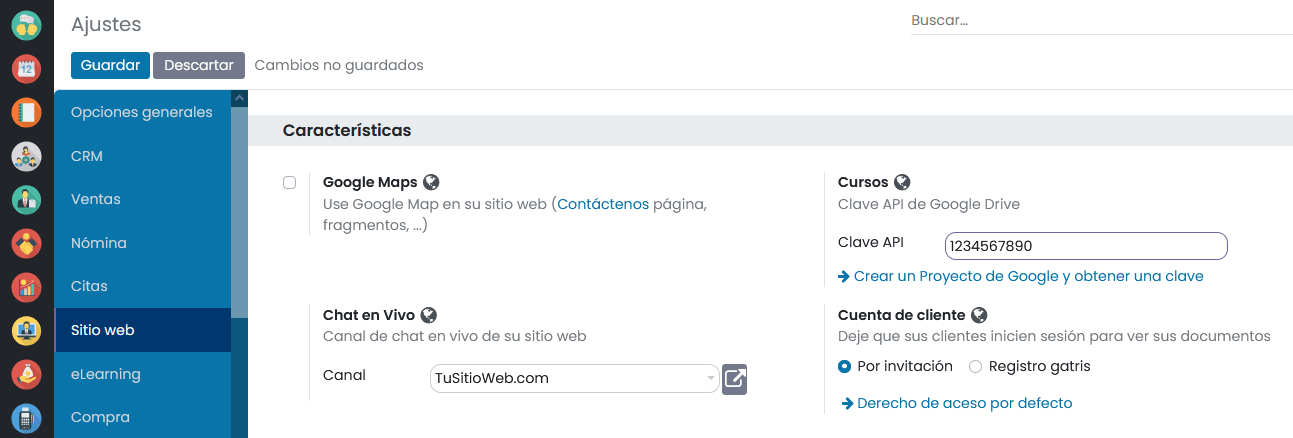 Ajustes
Buscar...
Guardar
Descartar
Cambios no guardados
Opciones generales
CRM
Ventas
Nómina
Citas
Sitio web
eLearning
Compra
12
Características
Google Maps
Use Google Map en su sitio web (Contáctenos página,
fragmentos, ...)
Cursos
Clave API de Google Drive
Clave API
1234567890
Crear un Proyecto de Google y obtener una clave
Chat en Vivo
Canal de chat en vivo de su sitio web
Canal
TuSitioWeb.com
Cuenta de cliente
Deje que sus clientes inicien sesión para ver sus documentos
Por invitación
Registro gatris
Derecho de aceso por defecto